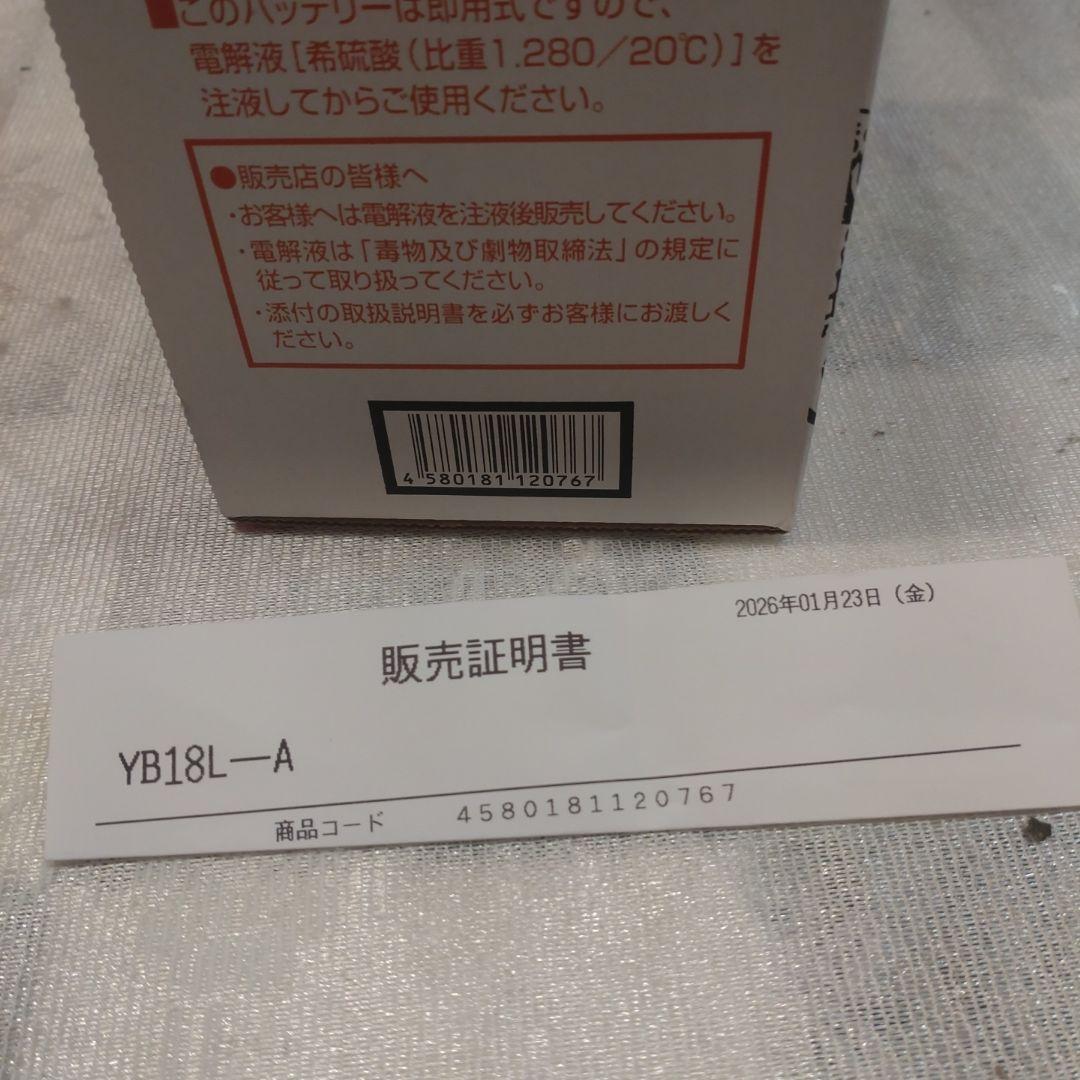 このバッテリーは即用式ですので、
電解液[希硫酸(比重1.280/20℃)]を
注液してからご使用ください。
●販売店の皆様へ
・お客様へは電解液を注液後販売してください。
・電解液は「毒物及び劇物取締法」の規定に
従って取り扱ってください。
・添付の取扱説明書を必ずお客様にお渡しく
ださい。
4 580181 120767
2026年01月23日(金)
販売証明書
YB18L―A
商品コード 4580181120767